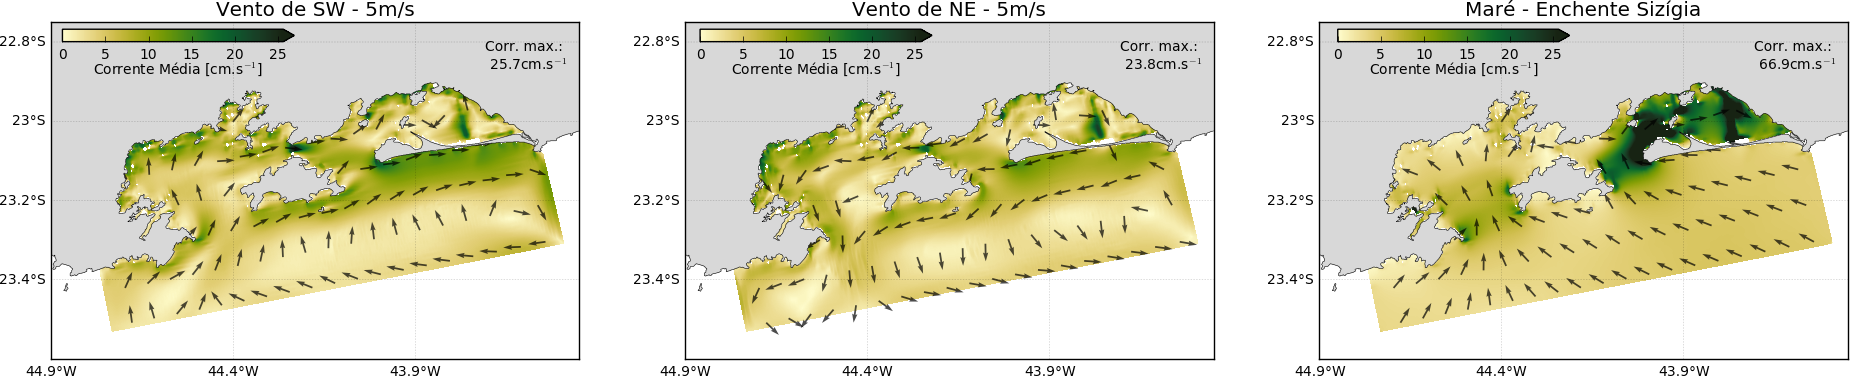 Vento de SW - 5m/s
22.8°S
23°S
23.2°S
23.4°S
0 5 10 15 20 25
Corrente Média [cm.s⁻¹]
Corr. max.:
25.7cm.s⁻¹
44.9°W 44.4°W 43.9°W
Vento de NE - 5m/s
22.8°S
23°S
23.2°S
23.4°S
0 5 10 15 20 25
Corrente Média [cm.s⁻¹]
Corr. max.:
23.8cm.s⁻¹
44.9°W 44.4°W 43.9°W
Maré - Enchente Sizígia
22.8°S
23°S
23.2°S
23.4°S
0 5 10 15 20 25
Corrente Média [cm.s⁻¹]
Corr. max.:
66.9cm.s⁻¹
44.9°W 44.4°W 43.9°W